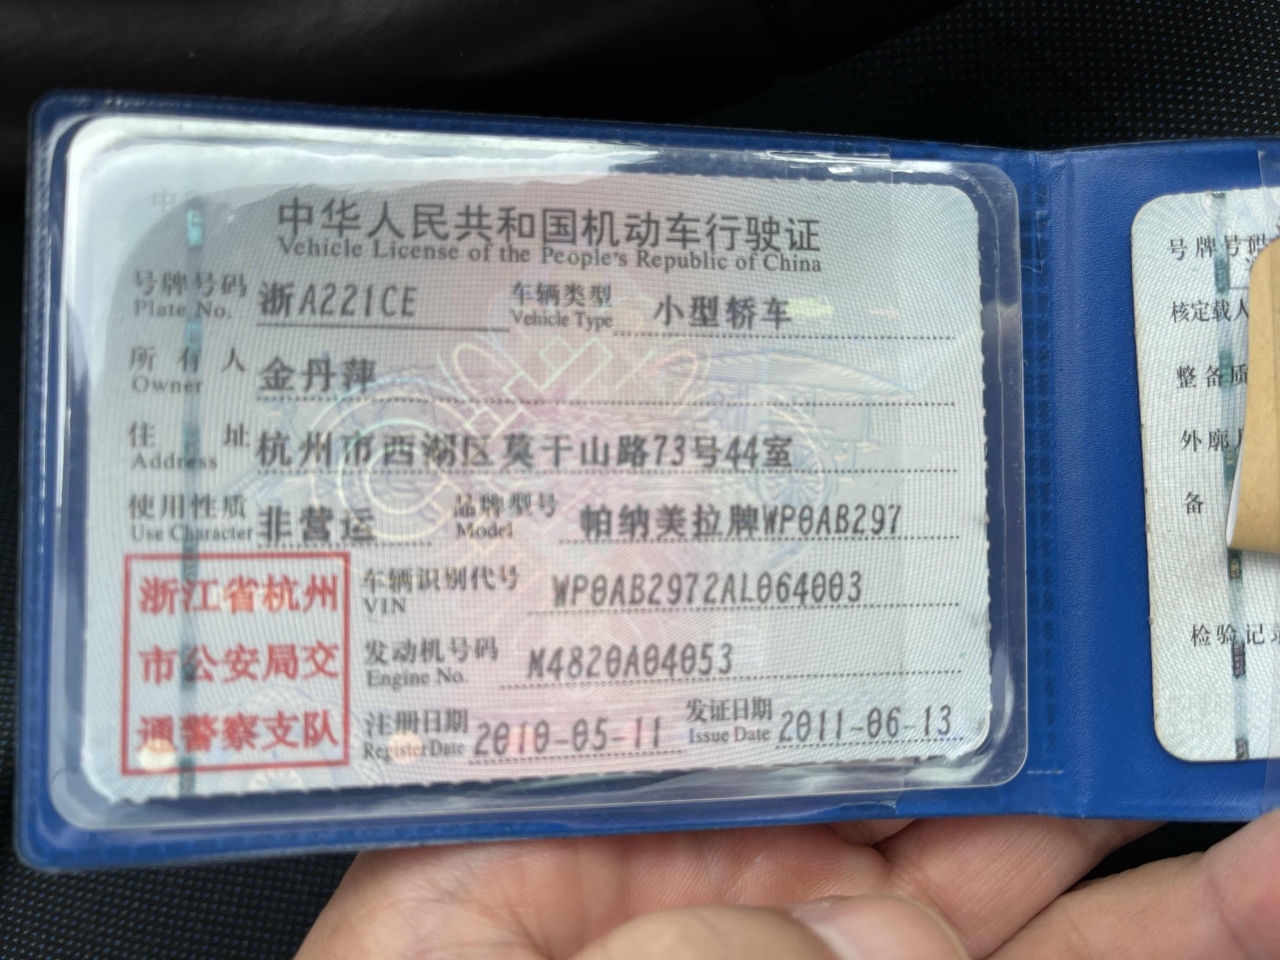 中华人民共和国机动车行驶证
Vehicle License of the People's Republic of China
号牌号码 浙A221CE 车辆类型 小型轿车
Plate No. Vehicle Type
所有人 金丹萍
Owner
住址 杭州市西湖区莫干山路73号44室
Address
使用性质 非营运 品牌型号 帕纳美拉牌WP0AB297
Use Character Model
浙江省杭州
市公安局交
通警察支队
车辆识别代号 WP0AB2972AL064003
VIN
发动机号码 M4820A04053
Engine No.
注册日期 2010-05-11 发证日期 2011-06-13
Register Date Issue Date
号牌号码
核定载人
整备质
外廓
备
检验记录